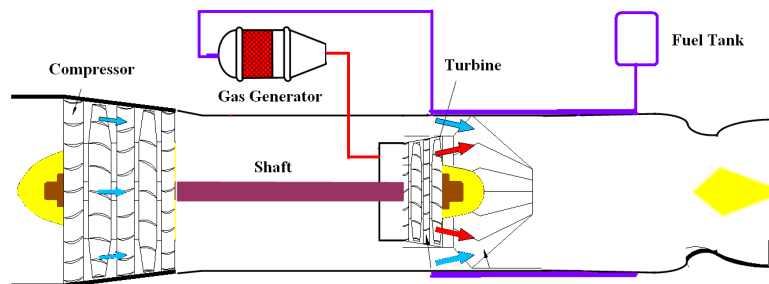 Fuel Tank
Turbine
Compressor
Gas Generator
Shaft